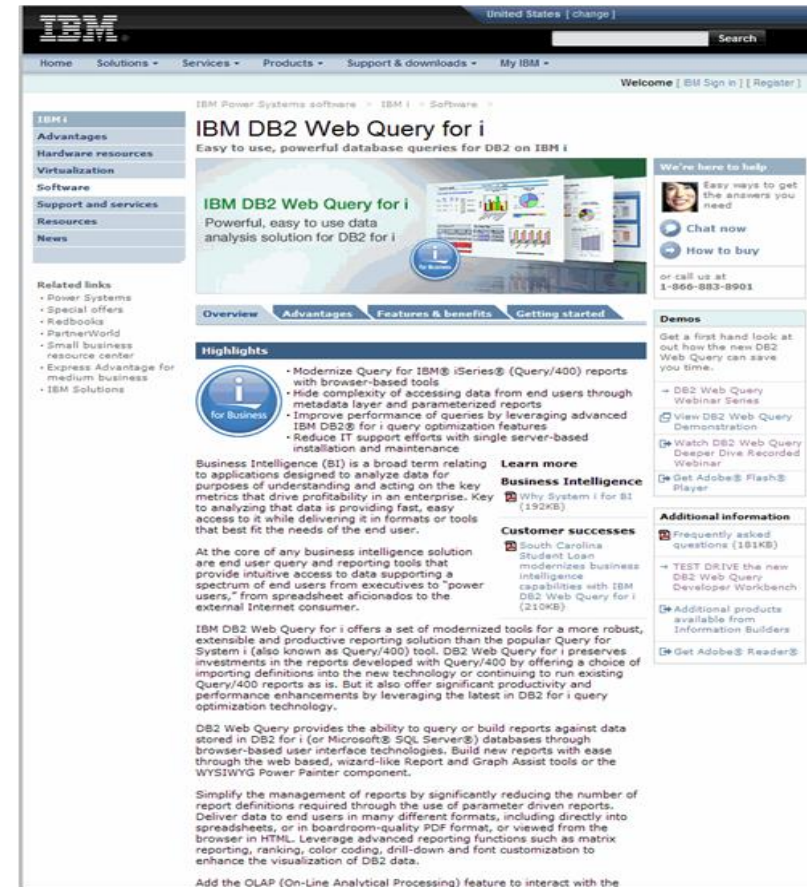 IBM
United States [ change ]
Search
Home Solutions Services Products Support & downloads My IBM
Welcome [ IBM Sign in ] [ Register ]
IBM Power Systems software > IBM i > Software >
IBM i
Advantages
Hardware resources
Virtualization
Software
Support and services
Resources
News
Related links
• Power Systems
• Special offers
• Redbooks
• PartnerWorld
• Small business
resource center
• Express Advantage for
medium business
• IBM Solutions
IBM DB2 Web Query for i
Easy to use, powerful database queries for DB2 on IBM i
IBM DB2 Web Query for i
Powerful, easy to use data
analysis solution for DB2 for i
i
for Business
Overview Advantages Features & benefits Getting started
Highlights
i
for Business
• Modernize Query for IBM® iSeries® (Query/400) reports
with browser-based tools
• Hide complexity of accessing data from end users through
metadata layer and parameterized reports
• Improve performance of queries by leveraging advanced
IBM DB2® for i query optimization
features
• Reduce IT support efforts with single server-based
installation and maintenance
Business Intelligence (BI) is a broad term relating
to applications designed to analyze data for
purposes of understanding and acting on the key
metrics that drive profitability in an enterprise. Key
to analyzing that data is providing fast, easy
access to it while delivering it in formats or tools
that best fit the needs of the end user.
At the core of any business intelligence solution
are end user query and reporting tools that
provide intuitive access to data supporting a
spectrum of end users from executives to "power
users," from spreadsheet aficionados to the
external Internet consumer.
Learn more
Business Intelligence
Why System i for BI
(192KB)
Customer successes
South Carolina
Student Loan
modernizes business
intelligence
capabilities with IBM
DB2 Web Query for i
(210KB)
IBM DB2 Web Query for i offers a set of modernized tools for a more robust,
extensible and productive reporting solution than the popular Query for
System i (also known as Query/400) tool. DB2 Web Query for i preserves
investments in the reports developed with Query/400 by offering a choice of
importing definitions into the new technology or continuing to run existing
Query/400 reports as is. But it also offer significant productivity and
performance enhancements by leveraging the latest in DB2 for i query
optimization technology.
DB2 Web Query provides the ability to query or build reports against data
stored in DB2 for i (or Microsoft® SQL Server®) databases through
browser-based user interface technologies. Build new reports with ease
through the web based, wizard-like Report and Graph Assist tools or the
WYSIWYG Power Painter component.
Simplify the management of reports by significantly reducing the number of
report definitions required through the use of parameter driven reports.
Deliver data to end users in many different formats, including directly into
spreadsheets, or in boardroom-quality PDF format, or viewed from the
browser in HTML. Leverage advanced reporting functions such as matrix
reporting, ranking, color coding, drill-down and font customization to
enhance the visualization of DB2 data.
Add the OLAP (On-Line Analytical Processing) feature to interact with the
We're here to help
Easy ways to get
the answers you
need
Chat now
How to buy
or call us at
1-866-883-8901
Demos
Get a first hand look at
out how the new DB2
Web Query can save
you time.
→ DB2 Web Query
Webinar Series
View DB2 Web Query
Demonstration
Watch DB2 Web Query
Deeper Dive Recorded
Webinar
Get Adobe® Flash®
Player
Additional information
Frequently asked
questions (181KB)
→ TEST DRIVE the new
DB2 Web Query
Developer Workbench
Additional products
available from
Information Builders
Get Adobe® Reader®